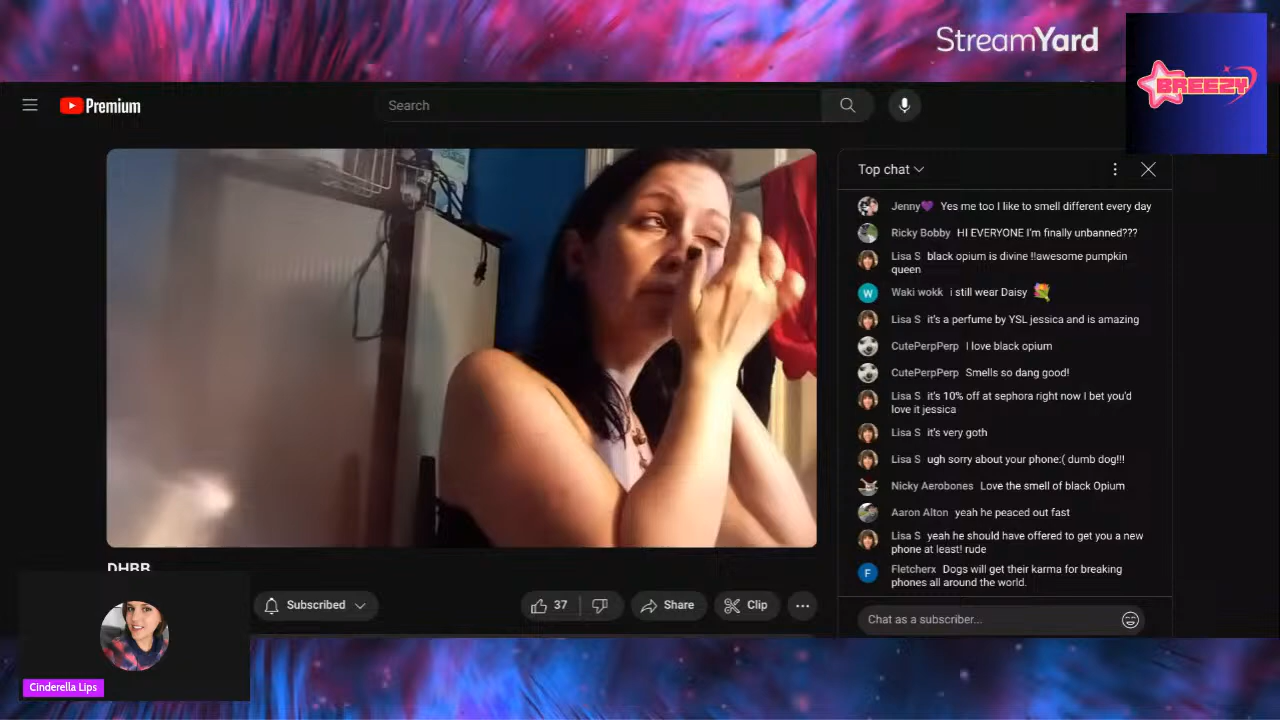 StreamYard
BREEZY
Premium
Search
Top chat
Jenny💜 Yes me too I like to smell different every day
Ricky Bobby HI EVERYONE I'm finally unbanned???
Lisa S black opium is divine !!awesome pumpkin
queen
W Waki wokk i still wear Daisy 💐
Lisa S it's a perfume by YSL jessica and is amazing
CutePerpPerp I love black opium
CutePerpPerp Smells so dang good!
Lisa S it's 10% off at sephora right now I bet you'd
love it jessica
Lisa S it's very goth
Lisa S ugh sorry about your phone:( dumb dog!!!
Nicky Aerobones Love the smell of black Opium
Aaron Alton yeah he peaced out fast
Lisa S yeah he should have offered to get you a new
phone at least! rude
F Fletcherx Dogs will get their karma for breaking
phones all around the world.
DHBB
Subscribed
37
Share
Clip
Chat as a subscriber...
Cinderella Lips